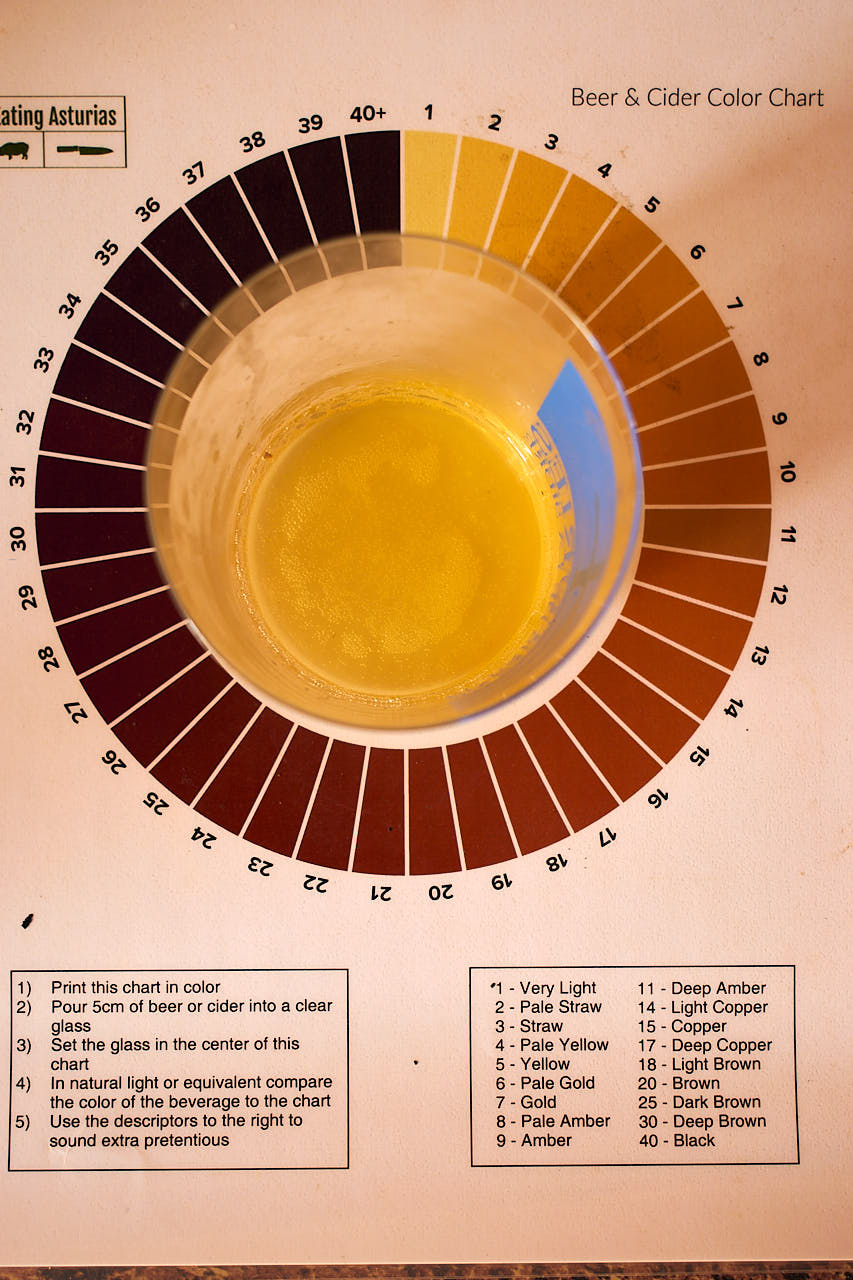 Eating Asturias
Beer & Cider Color Chart
1
2
3
4
5
6
7
8
9
10
11
12
13
14
15
16
17
18
19
20
21
22
23
24
25
26
27
28
29
30
31
32
33
34
35
36
37
38
39
40+
1) Print this chart in color
2) Pour 5cm of beer or cider into a clear
glass
3) Set the glass in the center of this
chart
4) In natural light or equivalent compare
the color of the beverage to the chart
5) Use the descriptors to the right to
sound extra pretentious
1 - Very Light
2 - Pale Straw
3 - Straw
4 - Pale Yellow
5 - Yellow
6 - Pale Gold
7 - Gold
8 - Pale Amber
9 - Amber
11 - Deep Amber
14 - Light Copper
15 - Copper
17 - Deep Copper
18 - Light Brown
20 - Brown
25 - Dark Brown
30 - Deep Brown
40 - Black